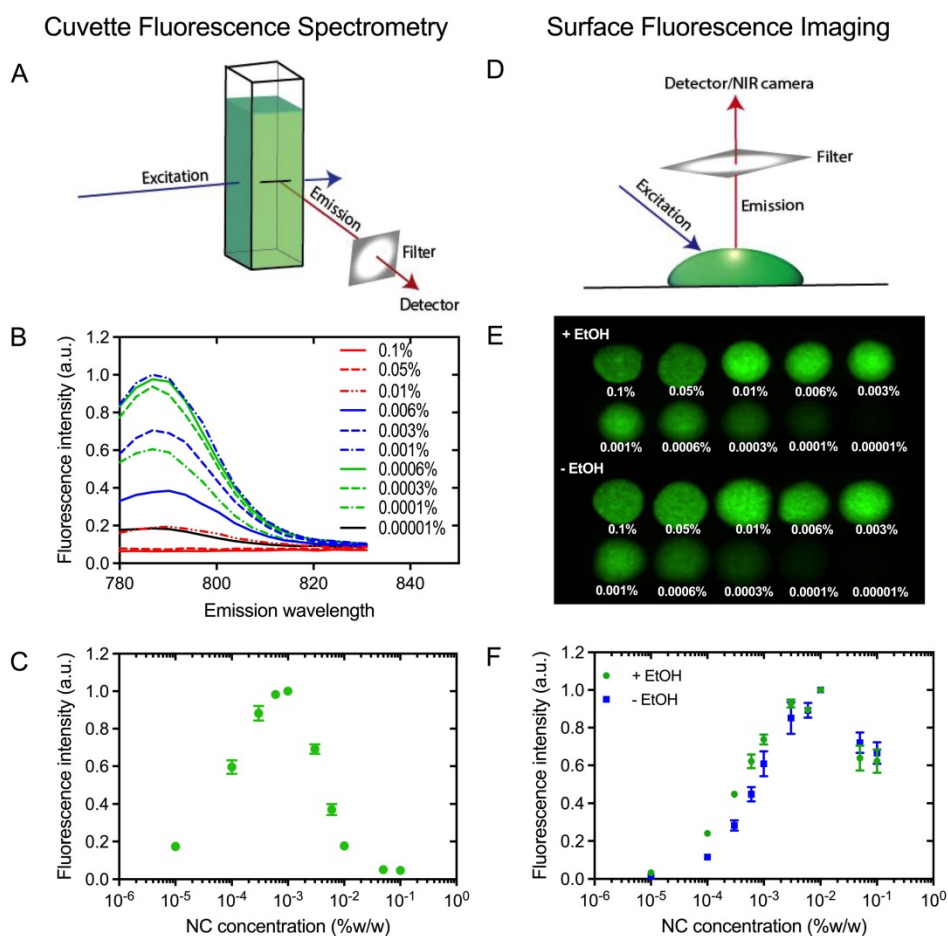 Cuvette Fluorescence Spectrometry
Surface Fluorescence Imaging
A
Excitation
Emission
Filter
Detector
B
Fluorescence intensity (a.u.)
1.2
1.0
0.8
0.6
0.4
0.2
0.0
780 800 820 840
Emission wavelength
0.1%
0.05%
0.01%
0.006%
0.003%
0.001%
0.0006%
0.0003%
0.0001%
0.00001%
C
Fluorescence intensity (a.u.)
1.2
1.0
0.8
0.6
0.4
0.2
0.0
10⁻⁶ 10⁻⁵ 10⁻⁴ 10⁻³ 10⁻² 10⁻¹ 10⁰
NC concentration (%w/w)
D
Detector/NIR camera
Filter
Excitation
Emission
E
+ EtOH
0.1% 0.05% 0.01% 0.006% 0.003%
0.001% 0.0006% 0.0003% 0.0001% 0.00001%
- EtOH
0.1% 0.05% 0.01% 0.006% 0.003%
0.001% 0.0006% 0.0003% 0.0001% 0.00001%
F
Fluorescence intensity (a.u.)
1.2
1.0
0.8
0.6
0.4
0.2
0.0
+ EtOH
- EtOH
10⁻⁶ 10⁻⁵ 10⁻⁴ 10⁻³ 10⁻² 10⁻¹ 10⁰
NC concentration (%w/w)